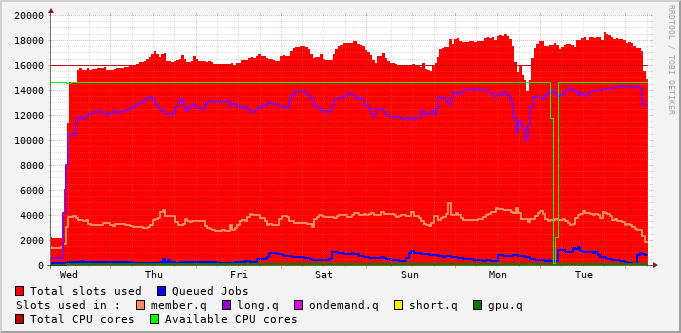 20000
18000
16000
14000
12000
10000
8000
6000
4000
2000
0
Wed Thu Fri Sat Sun Mon Tue
RRDTOOL / TOBI OETIKER
Total slots used Queued Jobs
Slots used in : member.q long.q ondemand.q short.q gpu.q
Total CPU cores Available CPU cores